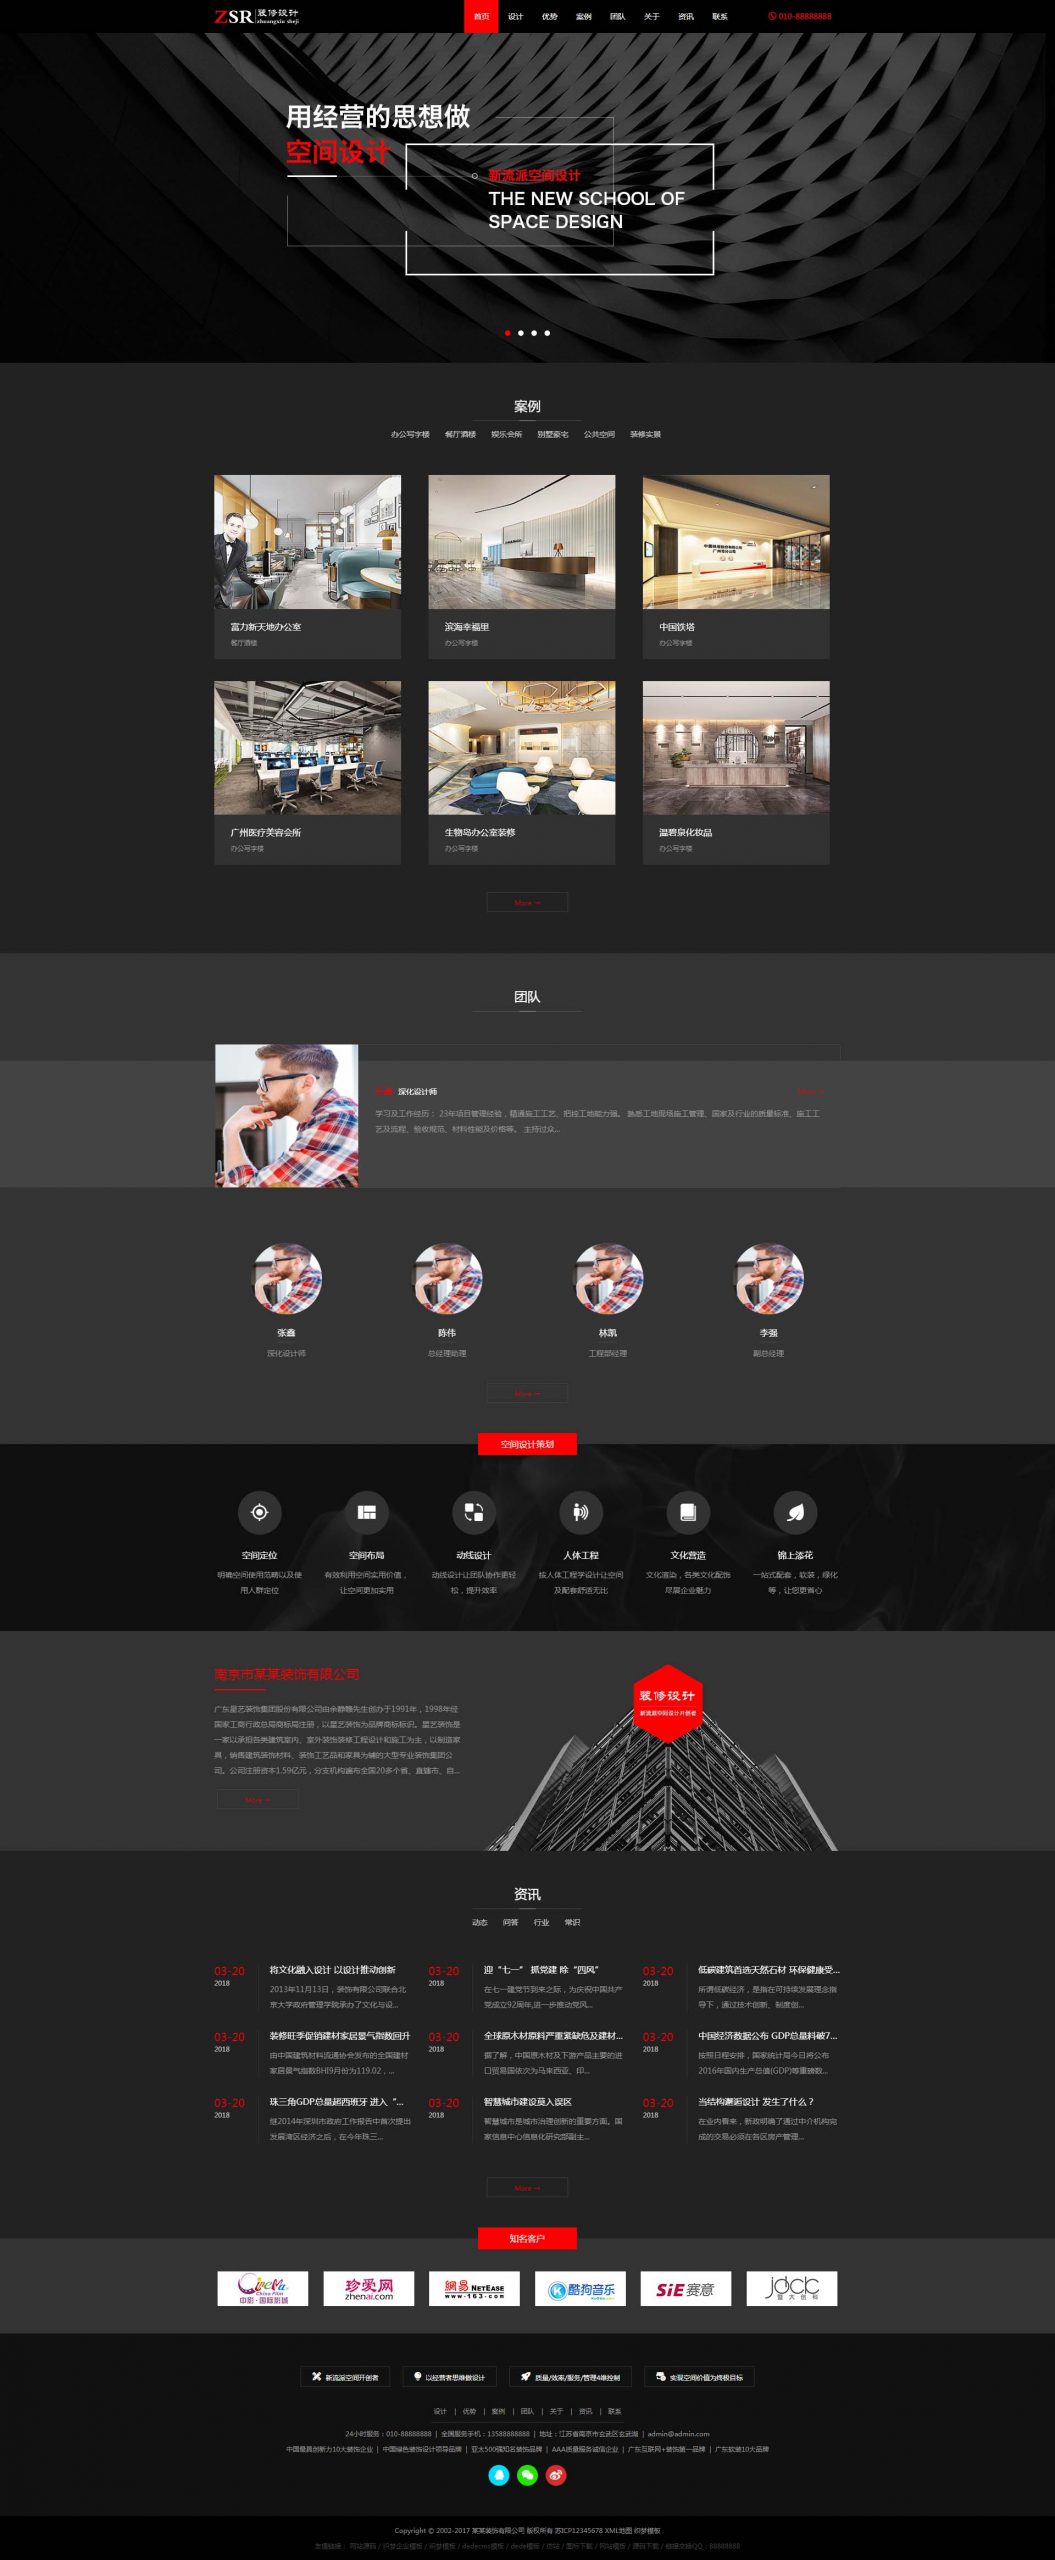 ZSR 装修设计
zhuangxiu sheji
首页 设计 优势 案例 团队 关于 资讯 联系 010-88888888
用经营的思想做
空间设计
新流派空间设计
THE NEW SCHOOL OF
SPACE DESIGN
案例
办公写字楼 餐厅酒楼 娱乐会所 别墅豪宅 公共空间 装修实景
富力新天地办公室 滨海幸福里 中国铁塔
餐厅酒楼 办公写字楼 办公写字楼
广州医疗美容会所 生物岛办公室装修 温碧泉化妆品
办公写字楼 办公写字楼 办公写字楼
More →
团队
深化设计师 More →
学习及工作经历： 23年项目管理经验，精通施工工艺、把控工地能力强。 熟悉工地现场施工管理、国家及行业的质量标准、施工工
艺及流程、验收规范、材料性能及价格等。 主持过众...
张鑫 陈伟 林凯 李强
深化设计师 总经理助理 工程部经理 副总经理
More →
空间设计策划
空间定位 空间布局 动线设计 人体工程 文化营造 锦上添花
明确空间使用范畴以及使 有效利用空间实用价值， 动线设计让团队协作更轻 按人体工程学设计让空间 文化渲染，各类文化配饰 一站式配套，软装，绿化
用人群定位 让空间更加实用 松，提升效率 及配套舒适无比 尽展企业魅力 等，让您更省心
南京市某某装饰有限公司
装修设计
新流派空间设计开创者
广东星艺装饰集团股份有限公司由余静赣先生创办于1991年，1998年经
国家工商行政总局商标局注册，以星艺装饰为品牌商标标识。星艺装饰是
一家以承担各类建筑室内、室外装饰装修工程设计和施工为主，以制造家
具，销售建筑装饰材料、装饰工艺品和家具为辅的大型专业装饰集团公
司。公司注册资本1.59亿元，分支机构遍布全国20多个省、直辖市、自...
More →
资讯
动态 问答 行业 常识
03-20 将文化融入设计 以设计推动创新
2018 2013年11月13日，装饰有限公司联合北
京大学政府管理学院承办了文化与设...
03-20 迎“七一” 抓党建 除“四风”
2018 在七一建党节到来之际，为庆祝中国共产
党成立92周年,进一步推动党风...
03-20 低碳建筑首选天然石材 环保健康受...
2018 所谓低碳经济，是指在可持续发展理念指
导下，通过技术创新、制度创...
03-20 装修旺季促销建材家居景气指数回升
2018 由中国建筑材料流通协会发布的全国建材
家居景气指数BHI9月份为119.02，...
03-20 全球原木材原料严重紧缺危及建材...
2018 据了解，中国原木材及下游产品主要的进
口贸易国依次为马来西亚、印...
03-20 中国经济数据公布 GDP总量料破7...
2018 按照日程安排，国家统计局今日将公布
2016年国内生产总值(GDP)等重磅数...
03-20 珠三角GDP总量超西班牙 进入“...
2018 继2014年深圳市政府工作报告中首次提出
发展湾区经济之后，在今年珠三...
03-20 智慧城市建设莫入误区
2018 智慧城市是城市治理创新的重要方面。国
家信息中心信息化研究部副主...
03-20 当结构邂逅设计 发生了什么？
2018 在业内看来，新政明确了通过中介机构完
成的交易必须在各区房产管理...
More →
知名客户
China Film
中影·国际影城
珍爱网
zhenai.com
網易 NETEASE
www·163·com
K 酷狗音乐
KuGou.com
SiE 赛意
jdck
暨大创科
新流派空间开创者 以经营者思维做设计 质量/效率/服务/管理4维控制 实现空间价值为终极目标
设计 | 优势 | 案例 | 团队 | 关于 | 资讯 | 联系
24小时服务：010-88888888 | 全国服务手机：13588888888 | 地址：江苏省南京市玄武区玄武湖 | admin@admin.com
中国最具创新力10大装饰企业 | 中国绿色装饰设计领导品牌 | 亚太500强知名装饰品牌 | AAA质量服务诚信企业 | 广东互联网+装饰第一品牌 | 广东软装10大品牌
Copyright © 2002-2017 某某装饰有限公司 版权所有 苏ICP12345678 XML地图 织梦模板
友情链接： 网站源码 / 织梦企业模板 / 织梦模板 / dedecms模板 / dede模板 / 仿站 / 图标下载 / 网站模板 / 源码下载 / 链接交换QQ：88888888